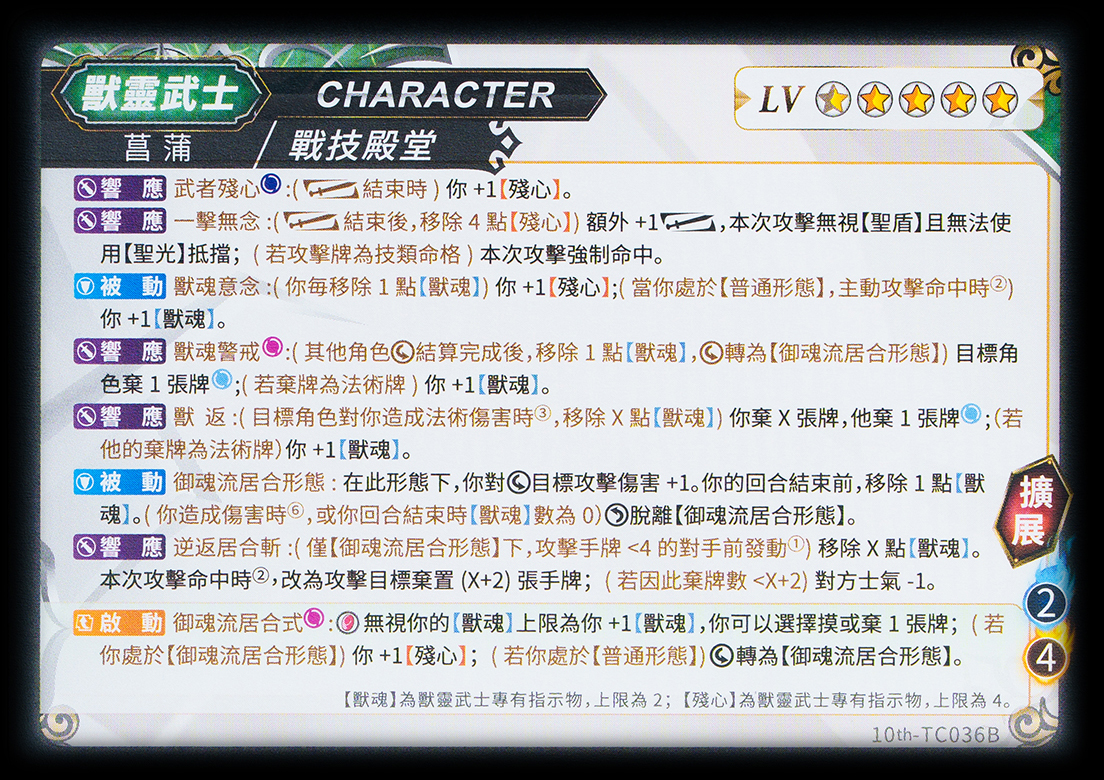 獸靈武士 CHARACTER LV
菖蒲 / 戰技殿堂
響應 武者殘心:(結束時) 你 +1【殘心】。
響應 一擊無念:(結束後,移除 4 點【殘心】) 額外 +1,本次攻擊無視【聖盾】且無法使
用【聖光】抵擋; (若攻擊牌為技類命格) 本次攻擊強制命中。
被動 獸魂意念:(你每移除 1 點【獸魂】) 你 +1【殘心】;(當你處於【普通形態】,主動攻擊命中時②)
你 +1【獸魂】。
響應 獸魂警戒:(其他角色結算完成後,移除 1 點【獸魂】,轉為【御魂流居合形態】) 目標角
色棄 1 張牌;(若棄牌為法術牌) 你 +1【獸魂】。
響應 獸返:(目標角色對你造成法術傷害時③,移除 X 點【獸魂】) 你棄 X 張牌,他棄 1 張牌;(若
他的棄牌為法術牌)你 +1【獸魂】。
被動 御魂流居合形態:在此形態下,你對目標攻擊傷害 +1。你的回合結束前,移除 1 點【獸
魂】。(你造成傷害時⑥,或你回合結束時【獸魂】數為 0)脫離【御魂流居合形態】。
響應 逆返居合斬:(僅【御魂流居合形態】下,攻擊手牌 <4 的對手前發動①) 移除 X 點【獸魂】。
本次攻擊命中時②,改為攻擊目標棄置 (X+2) 張手牌; (若因此棄牌數 <X+2) 對方士氣 -1。
啟動 御魂流居合式:無視你的【獸魂】上限為你 +1【獸魂】,你可以選擇摸或棄 1 張牌; (若
你處於【御魂流居合形態】) 你 +1【殘心】; (若你處於【普通形態】)轉為【御魂流居合形態】。
擴展
2
4
【獸魂】為獸靈武士專有指示物,上限為 2; 【殘心】為獸靈武士專有指示物,上限為 4。
10th-TC036B